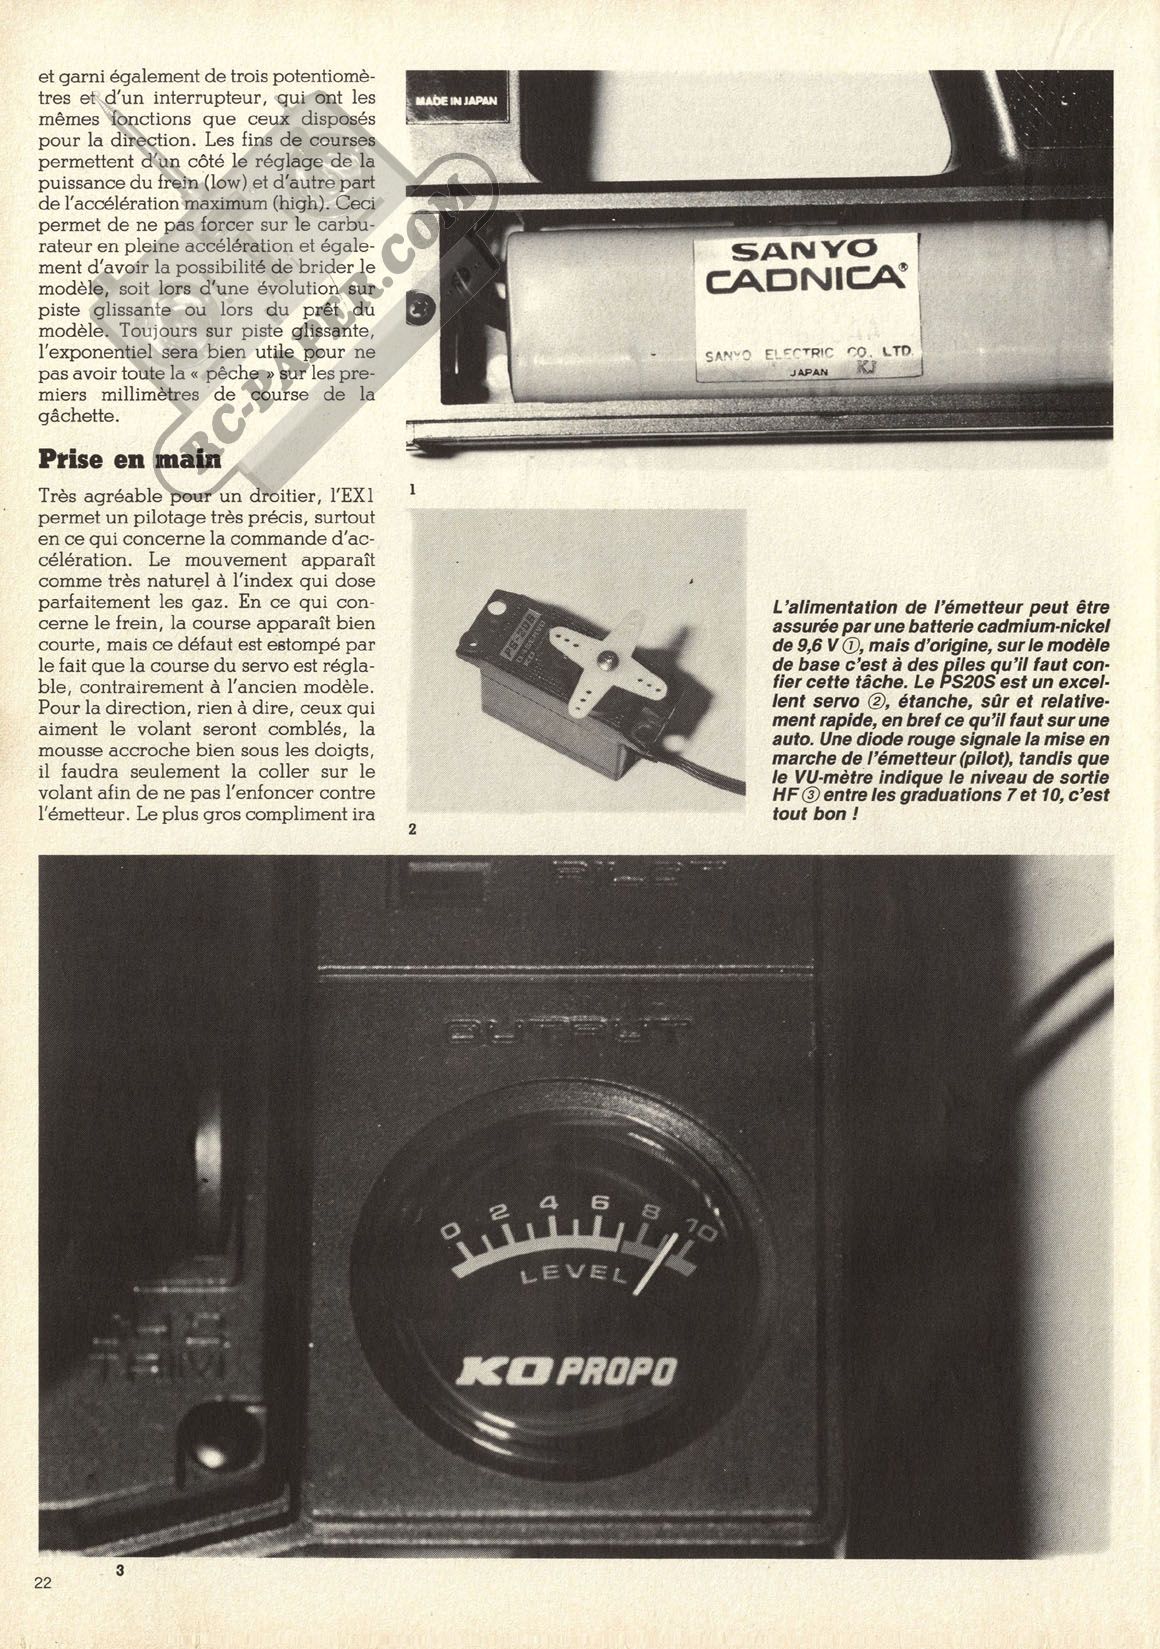 et garni également de trois potentiomè-
tres et d'un interrupteur, qui ont les
mêmes fonctions que ceux disposés
pour la direction. Les fins de courses
permettent d'un côté le réglage de la
puissance du frein (low) et d'autre part
de l'accélération maximum (high). Ceci
permet de ne pas forcer sur le carbu-
rateur en pleine accélération et égale-
ment d'avoir la possibilité de brider le
modèle, soit lors d'une évolution sur
piste glissante ou lors du prêt du
modèle. Toujours sur piste glissante,
l'exponentiel sera bien utile pour ne
pas avoir toute la « pêche » sur les pre-
miers millimètres de course de la
gâchette.
Prise en main
Très agréable pour un droitier, l'EX1
permet un pilotage très précis, surtout
en ce qui concerne la commande d'ac-
célération. Le mouvement apparaît
comme très naturel à l'index qui dose
parfaitement les gaz. En ce qui con-
cerne le frein, la course apparaît bien
courte, mais ce défaut est estompé par
le fait que la course du servo est régla-
ble, contrairement à l'ancien modèle.
Pour la direction, rien à dire, ceux qui
aiment le volant seront comblés, la
mousse accroche bien sous les doigts,
il faudra seulement la coller sur le
volant afin de ne pas l'enfoncer contre
l'émetteur. Le plus gros compliment ira
RC-PAPER.COM
MADE IN JAPAN
SANYO
CADNICA®
SANYO ELECTRIC CO., LTD.
JAPAN KJ
1
PS-20S
KO
2
L'alimentation de l'émetteur peut être
assurée par une batterie cadmium-nickel
de 9,6 V ①, mais d'origine, sur le modèle
de base c'est à des piles qu'il faut con-
fier cette tâche. Le PS20S est un excel-
lent servo ②, étanche, sûr et relative-
ment rapide, en bref ce qu'il faut sur une
auto. Une diode rouge signale la mise en
marche de l'émetteur (pilot), tandis que
le VU-mètre indique le niveau de sortie
HF ③ entre les graduations 7 et 10, c'est
tout bon !
PILOT
OUTPUT
0 2 4 6 8 10
LEVEL
KO PROPO
3
22